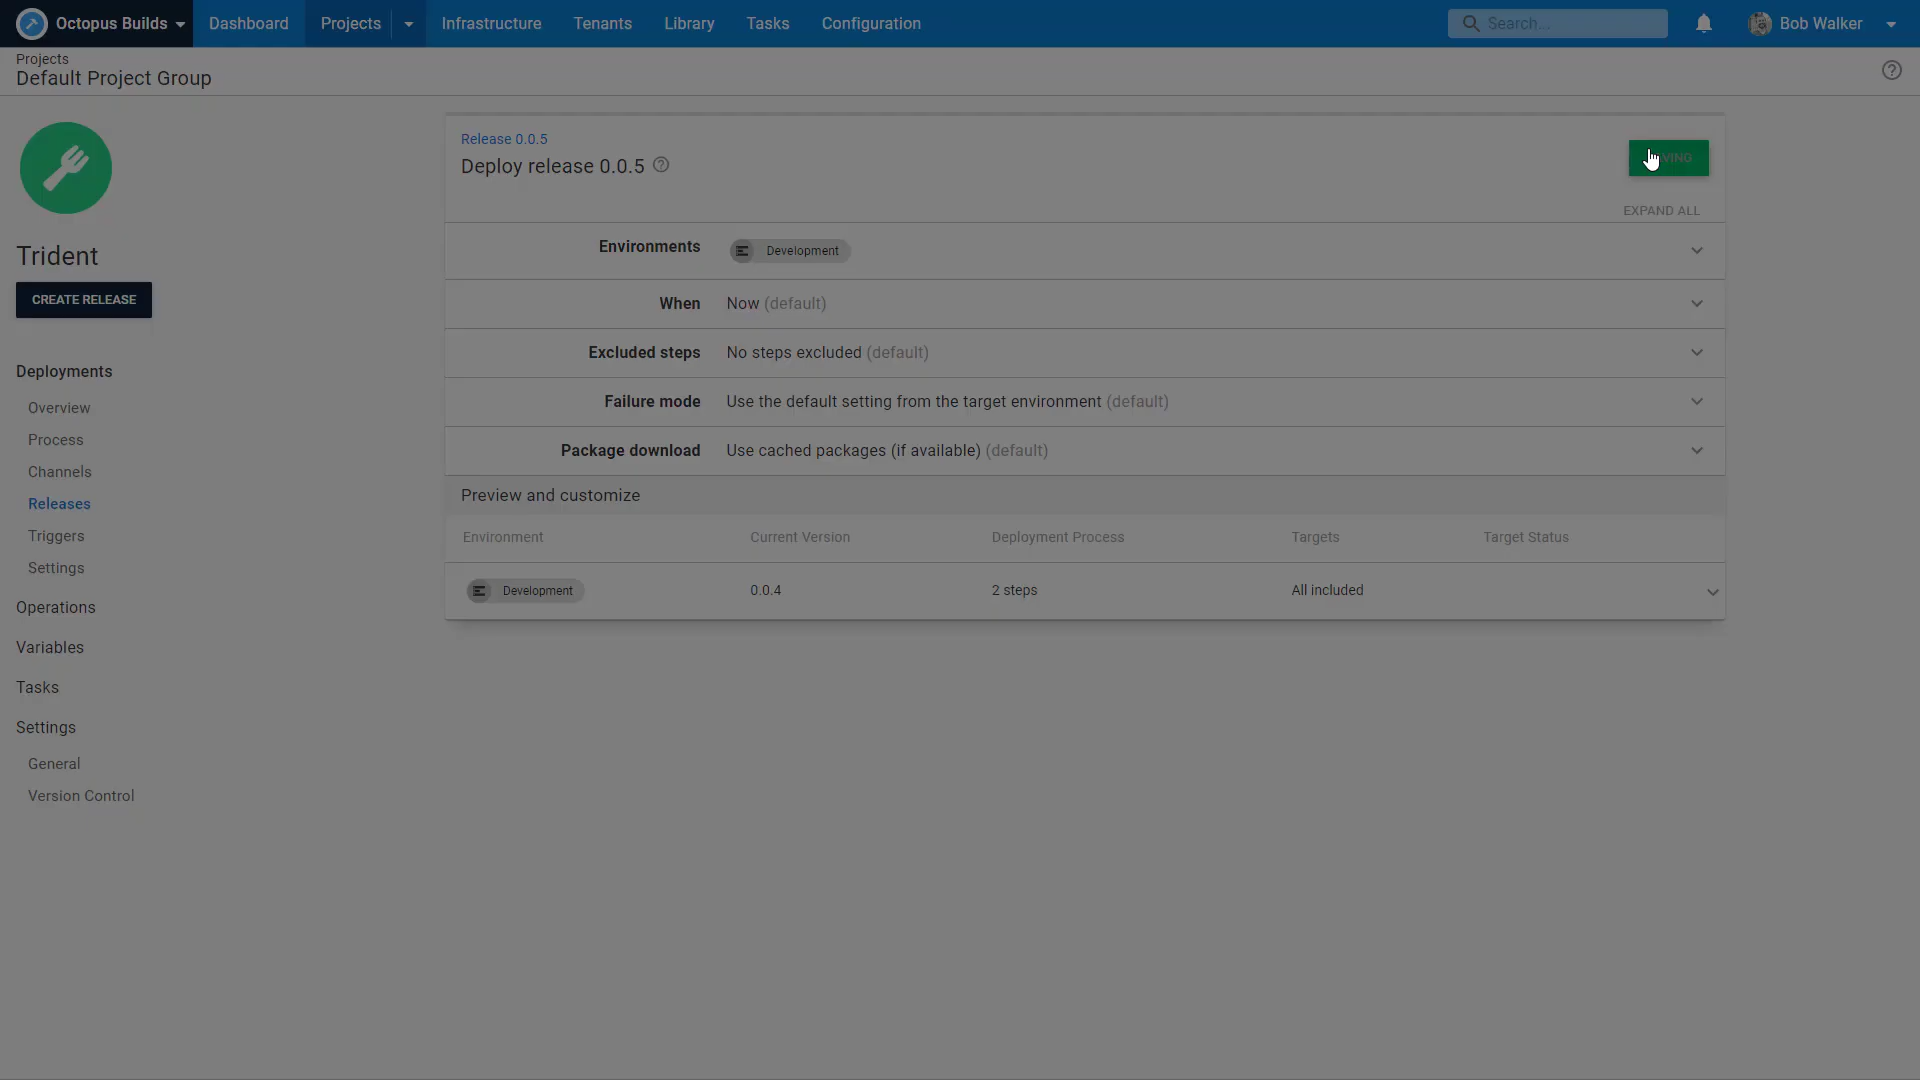 Octopus Builds
Dashboard
Projects
Infrastructure
Tenants
Library
Tasks
Configuration
Search...
Bob Walker
Projects
Default Project Group
Trident
CREATE RELEASE
Deployments
Overview
Process
Channels
Releases
Triggers
Settings
Operations
Variables
Tasks
Settings
General
Version Control
Release 0.0.5
Deploy release 0.0.5
EXPAND ALL
Environments Development
When Now (default)
Excluded steps No steps excluded (default)
Failure mode Use the default setting from the target environment (default)
Package download Use cached packages (if available) (default)
Preview and customize
Environment Current Version Deployment Process Targets Target Status
Development 0.0.4 2 steps All included